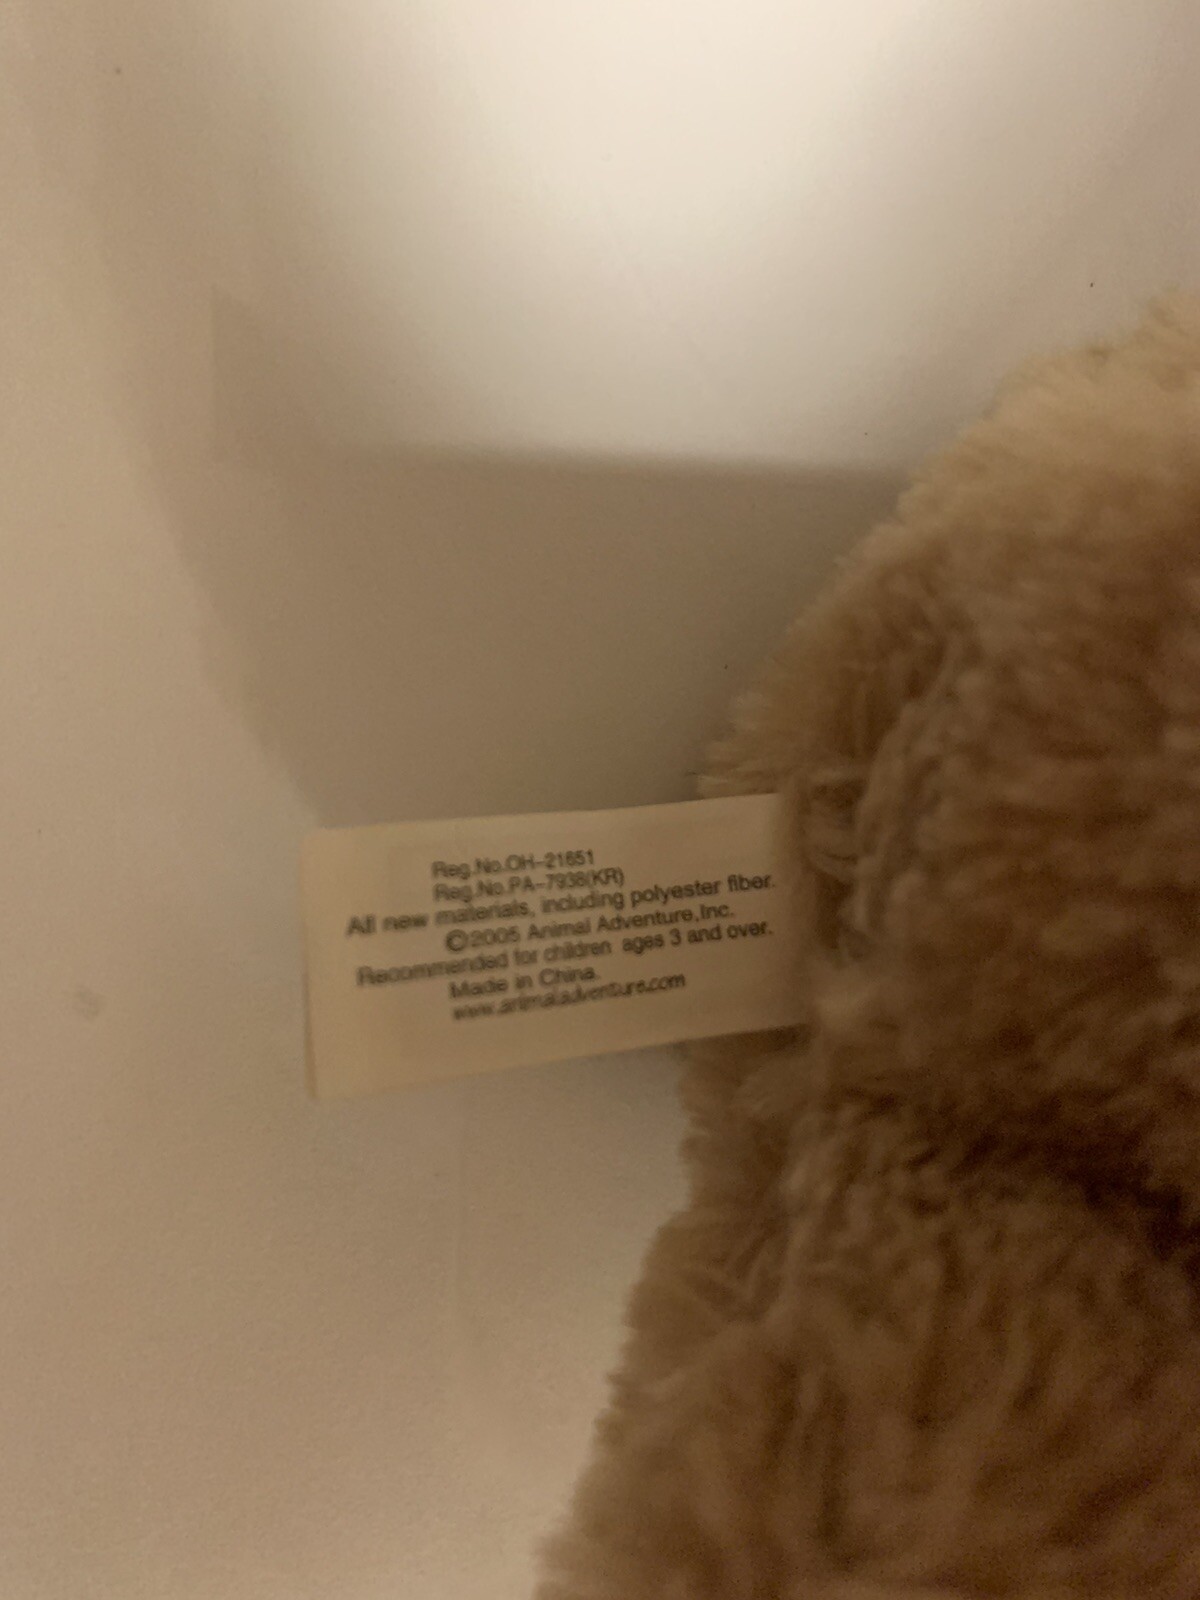 Reg.No.OH-21651
Reg.No.PA-7938(KR)
All new materials, including polyester fiber.
©2005 Animal Adventure,Inc.
Recommended for children ages 3 and over.
Made in China.
www.animaladventure.com